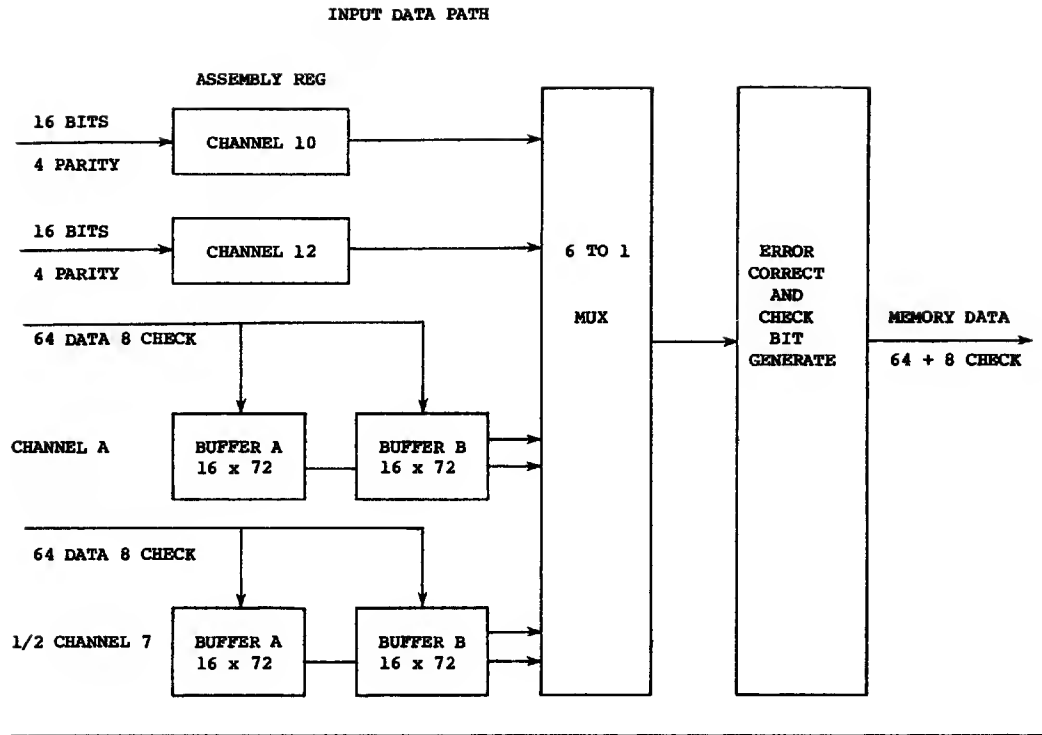 INPUT DATA PATH
ASSEMBLY REG
16 BITS
4 PARITY
CHANNEL 10
16 BITS
4 PARITY
CHANNEL 12
64 DATA 8 CHECK
CHANNEL A
BUFFER A
16 x 72
BUFFER B
16 x 72
64 DATA 8 CHECK
1/2 CHANNEL 7
BUFFER A
16 x 72
BUFFER B
16 x 72
6 TO 1
MUX
ERROR
CORRECT
AND
CHECK
BIT
GENERATE
MEMORY DATA
64 + 8 CHECK